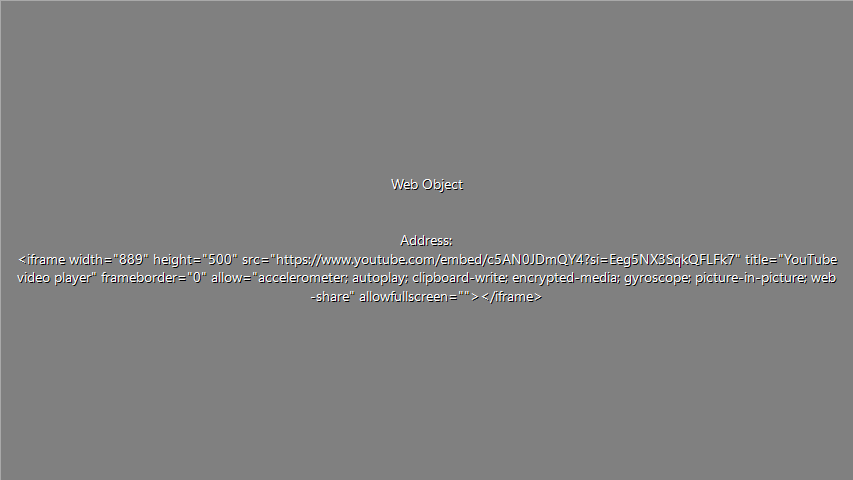 Web Object
Address:
<iframe width="889" height="500" src="https://www.youtube.com/embed/c5AN0JDmQY4?si=Eeg5NX3SqkQFLFk7" title="YouTube
video player" frameborder="0" allow="accelerometer; autoplay; clipboard-write; encrypted-media; gyroscope; picture-in-picture; web
-share" allowfullscreen=""></iframe>